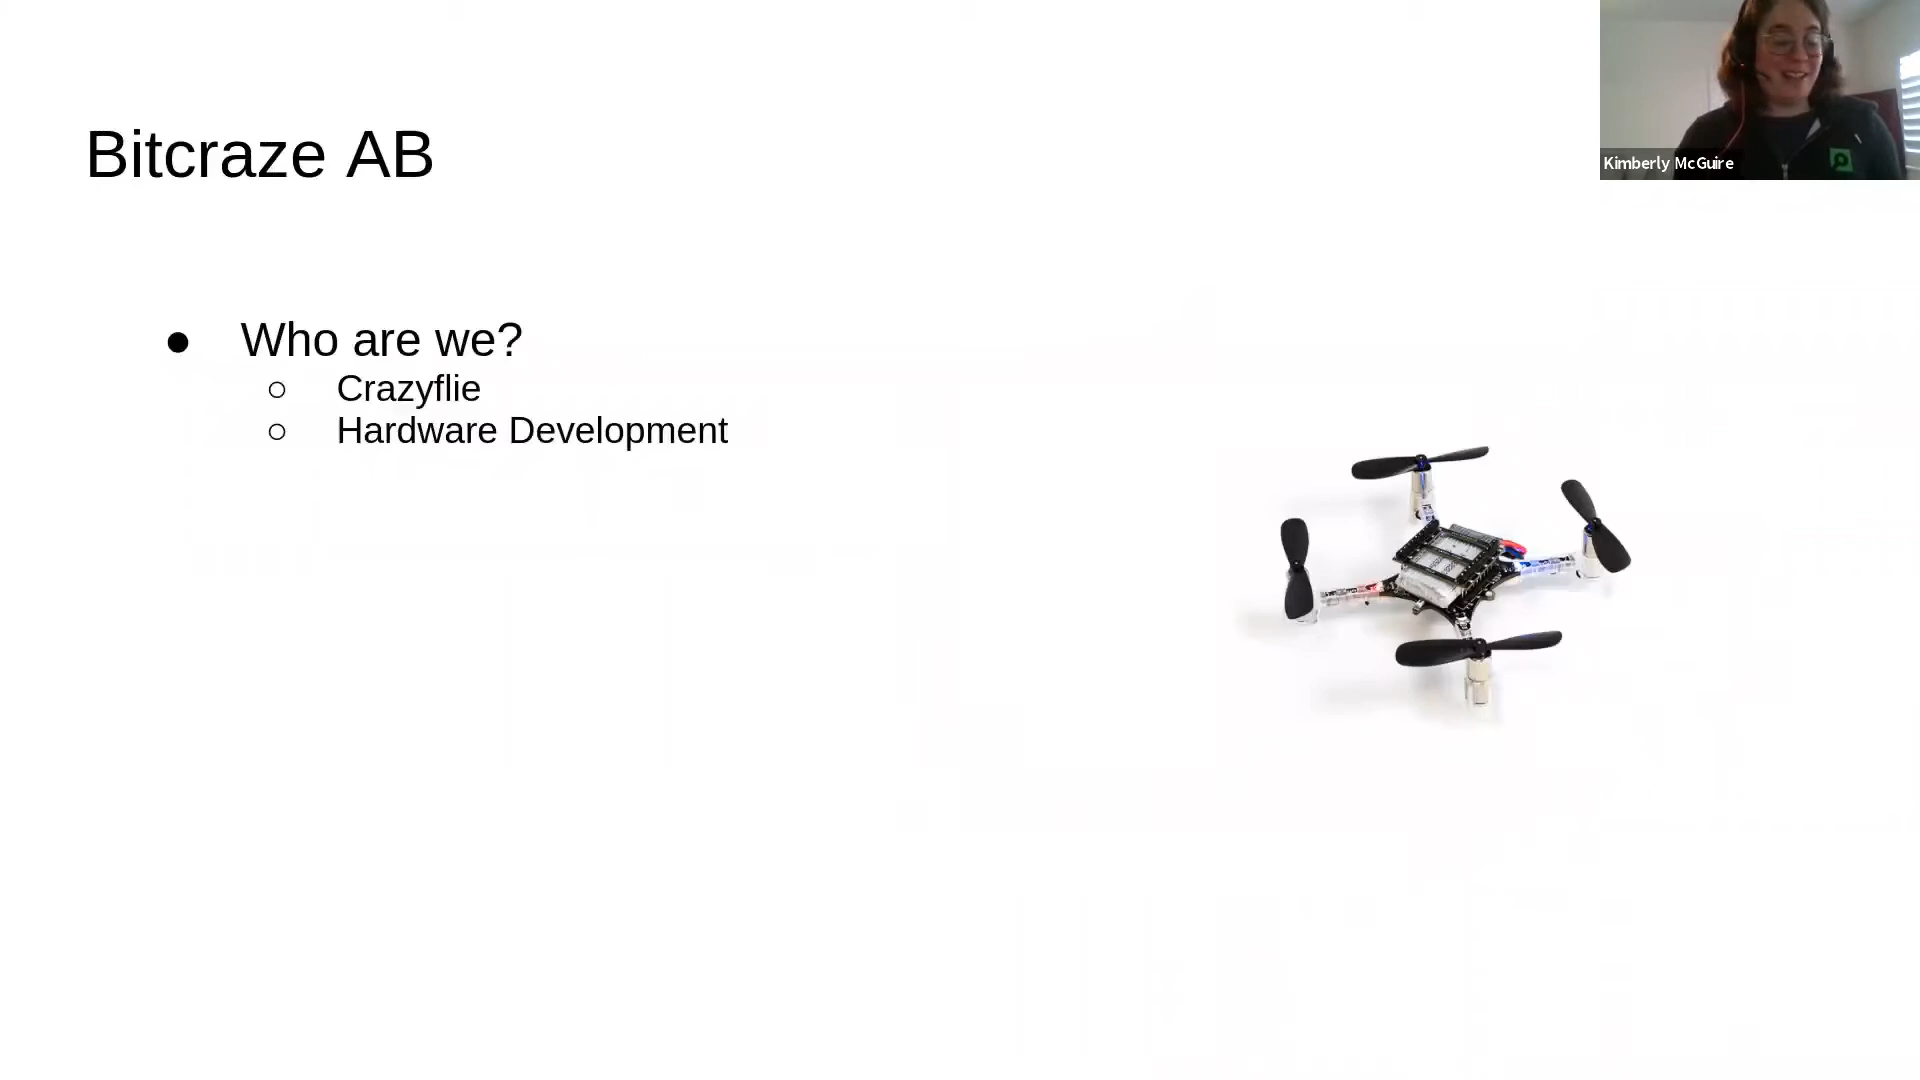 Bitcraze AB
Kimberly McGuire
● Who are we?
○ Crazyflie
○ Hardware Development